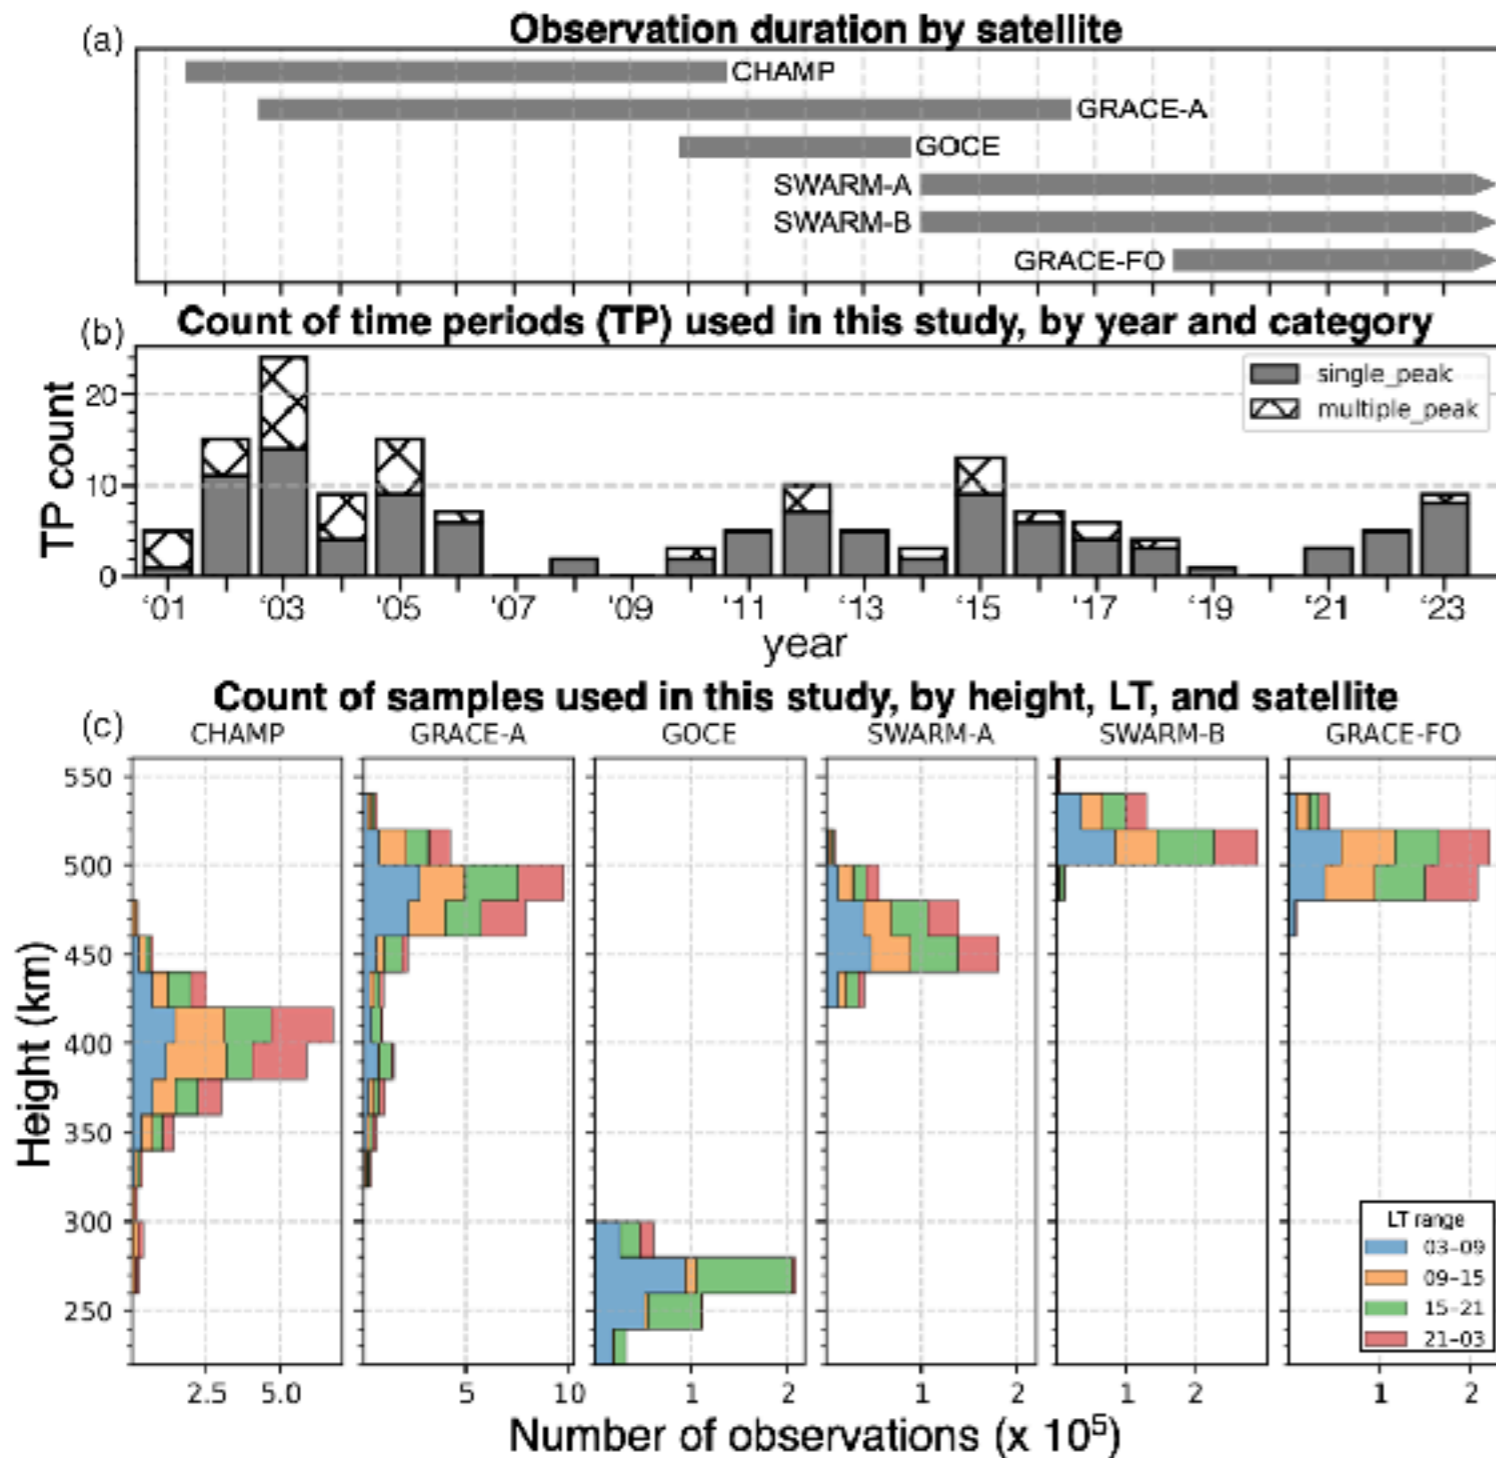 (a)
Observation duration by satellite
CHAMP
GRACE-A
GOCE
SWARM-A
SWARM-B
GRACE-FO
(b)
Count of time periods (TP) used in this study, by year and category
TP count
20
10
0
single_peak
multiple_peak
‘01 ‘03 ‘05 ‘07 ‘09 ‘11 ‘13 ‘15 ‘17 ‘19 ‘21 ‘23
year
Count of samples used in this study, by height, LT, and satellite
(c)
CHAMP GRACE-A GOCE SWARM-A SWARM-B GRACE-FO
Height (km)
550
500
450
400
350
300
250
LT range
03–09
09–15
15–21
21–03
2.5 5.0 5 10 1 2 1 2 1 2 1 2
Number of observations (x 10⁵)